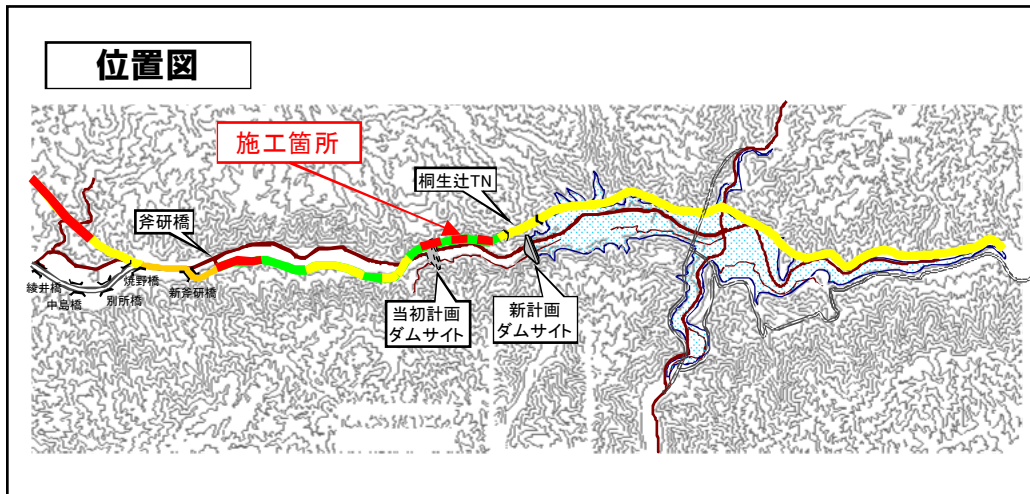 位置図
施工箇所
桐生辻TN
斧研橋
綾井橋
中島橋
別所橋
焼野橋
新斧研橋
当初計画
ダムサイト
新計画
ダムサイト